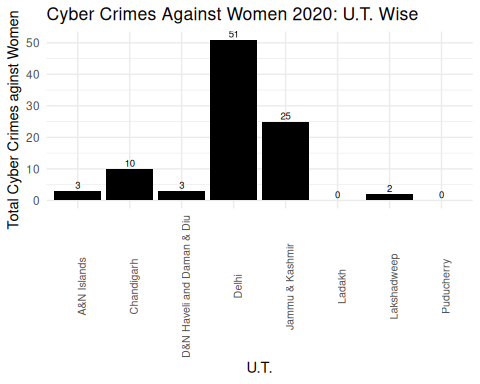 Cyber Crimes Against Women 2020: U.T. Wise
Total Cyber Crimes aginst Women
50
40
30
20
10
0
3
10
3
51
25
0
2
0
A&N Islands
Chandigarh
D&N Haveli and Daman & Diu
Delhi
Jammu & Kashmir
Ladakh
Lakshadweep
Puducherry
U.T.